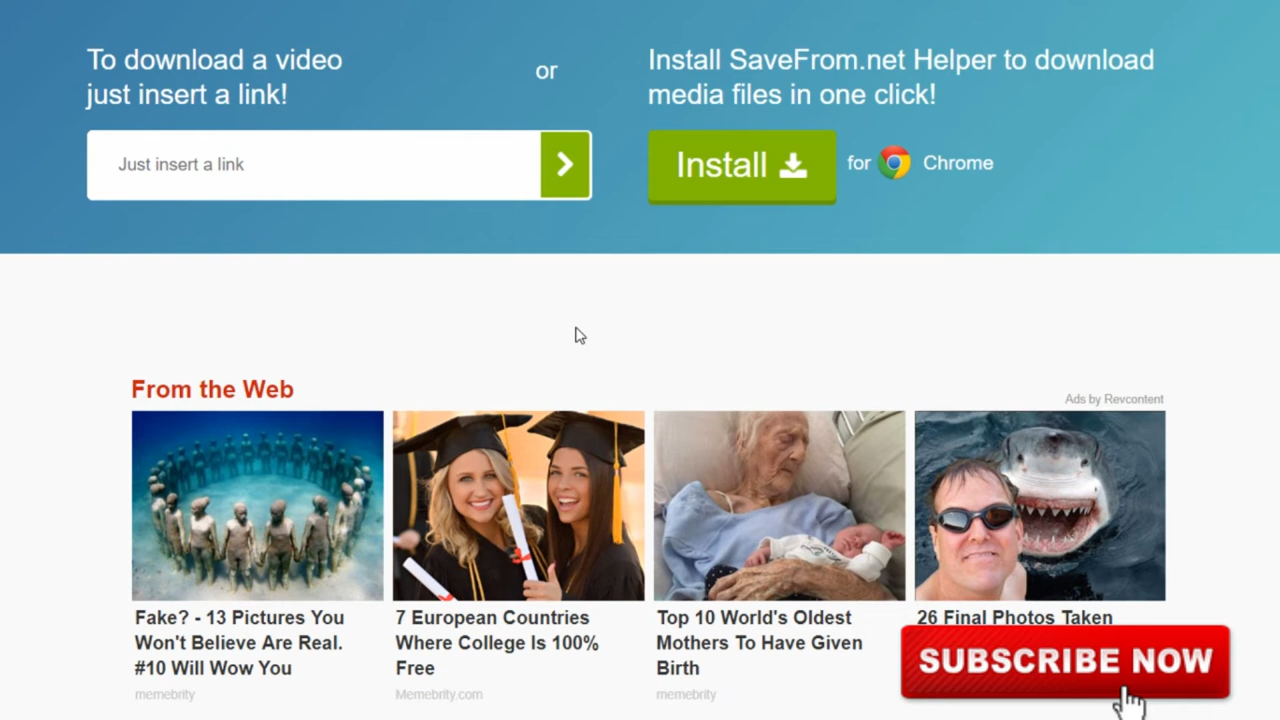 To download a video
just insert a link!
or
Install SaveFrom.net Helper to download
media files in one click!
Just insert a link
Install
for
Chrome
From the Web
Ads by Revcontent
Fake? - 13 Pictures You
Won't Believe Are Real.
#10 Will Wow You
memebrity
7 European Countries
Where College Is 100%
Free
Memebrity.com
Top 10 World's Oldest
Mothers To Have Given
Birth
memebrity
26 Final Photos Taken
SUBSCRIBE NOW